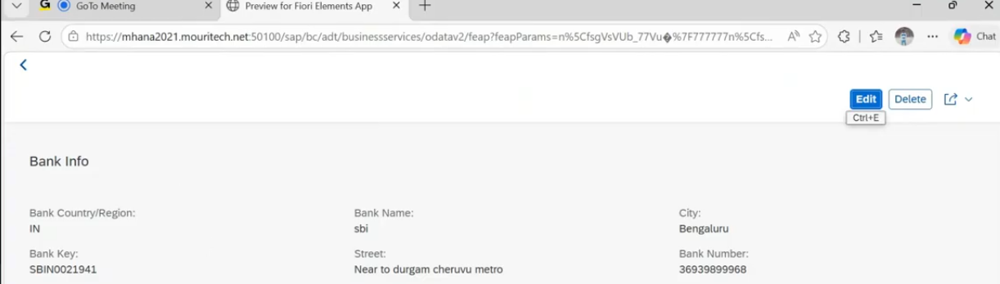 G GoTo Meeting
Preview for Fiori Elements App
https://mhana2021.mouritech.net:50100/sap/bc/adt/businessservices/odatav2/feap?feapParams=n%5CfsgVsVUb_77Vu�%7F777777n%5Cfs...
Chat
Edit Delete
Ctrl+E
Bank Info
Bank Country/Region: Bank Name: City:
IN sbi Bengaluru
Bank Key: Street: Bank Number:
SBIN0021941 Near to durgam cheruvu metro 36939899968